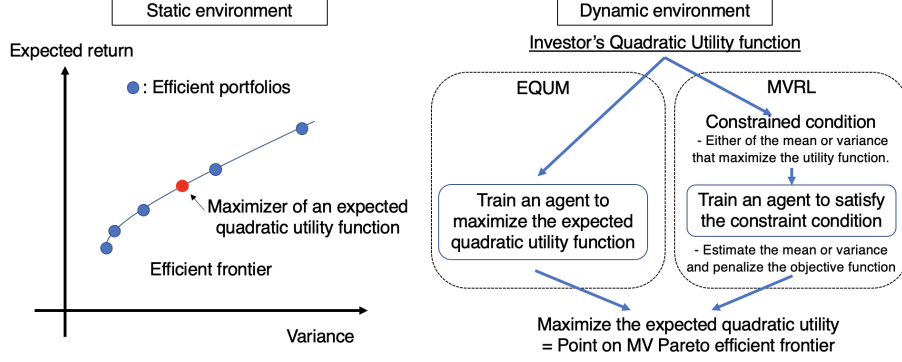 Static environment
Expected return
: Efficient portfolios
Maximizer of an expected
quadratic utility function
Efficient frontier
Variance
Dynamic environment
Investor's Quadratic Utility function
EQUM
Train an agent to
maximize the expected
quadratic utility function
MVRL
Constrained condition
- Either of the mean or variance
that maximize the utility function.
Train an agent to satisfy
the constraint condition
- Estimate the mean or variance
and penalize the objective function
Maximize the expected quadratic utility
= Point on MV Pareto efficient frontier